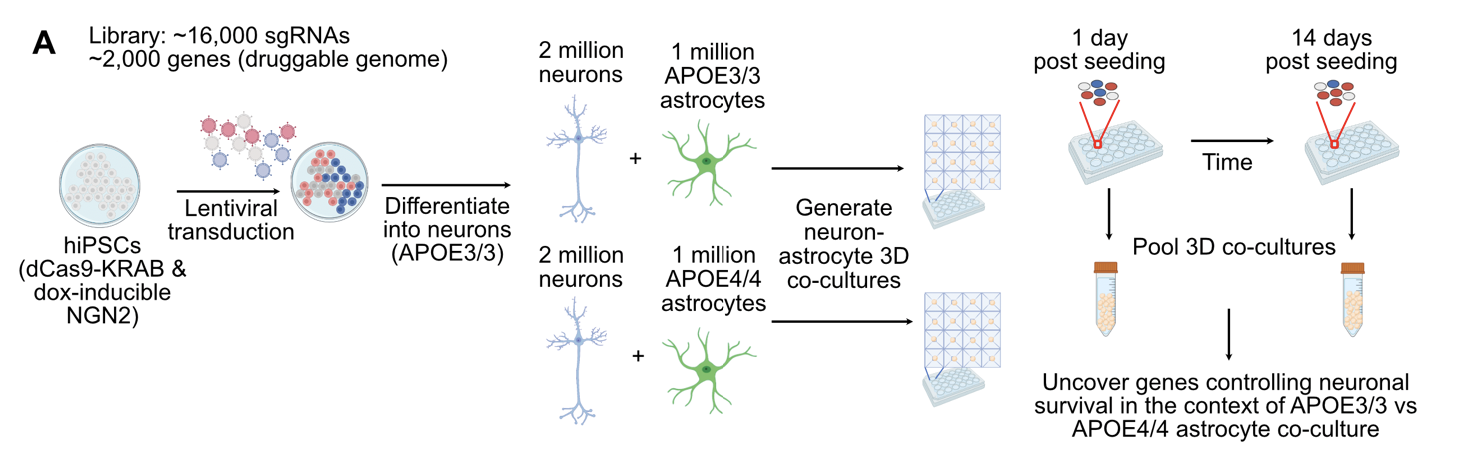 A
Library: ~16,000 sgRNAs
~2,000 genes (druggable genome)
hiPSCs
(dCas9-KRAB &
dox-inducible
NGN2)
Lentiviral
transduction
Differentiate
into neurons
(APOE3/3)
2 million
neurons
+
1 million
APOE3/3
astrocytes
2 million
neurons
+
1 million
APOE4/4
astrocytes
Generate
neuron-
astrocyte 3D
co-cultures
1 day
post seeding
Time
14 days
post seeding
Pool 3D co-cultures
Uncover genes controlling neuronal
survival in the context of APOE3/3 vs
APOE4/4 astrocyte co-culture